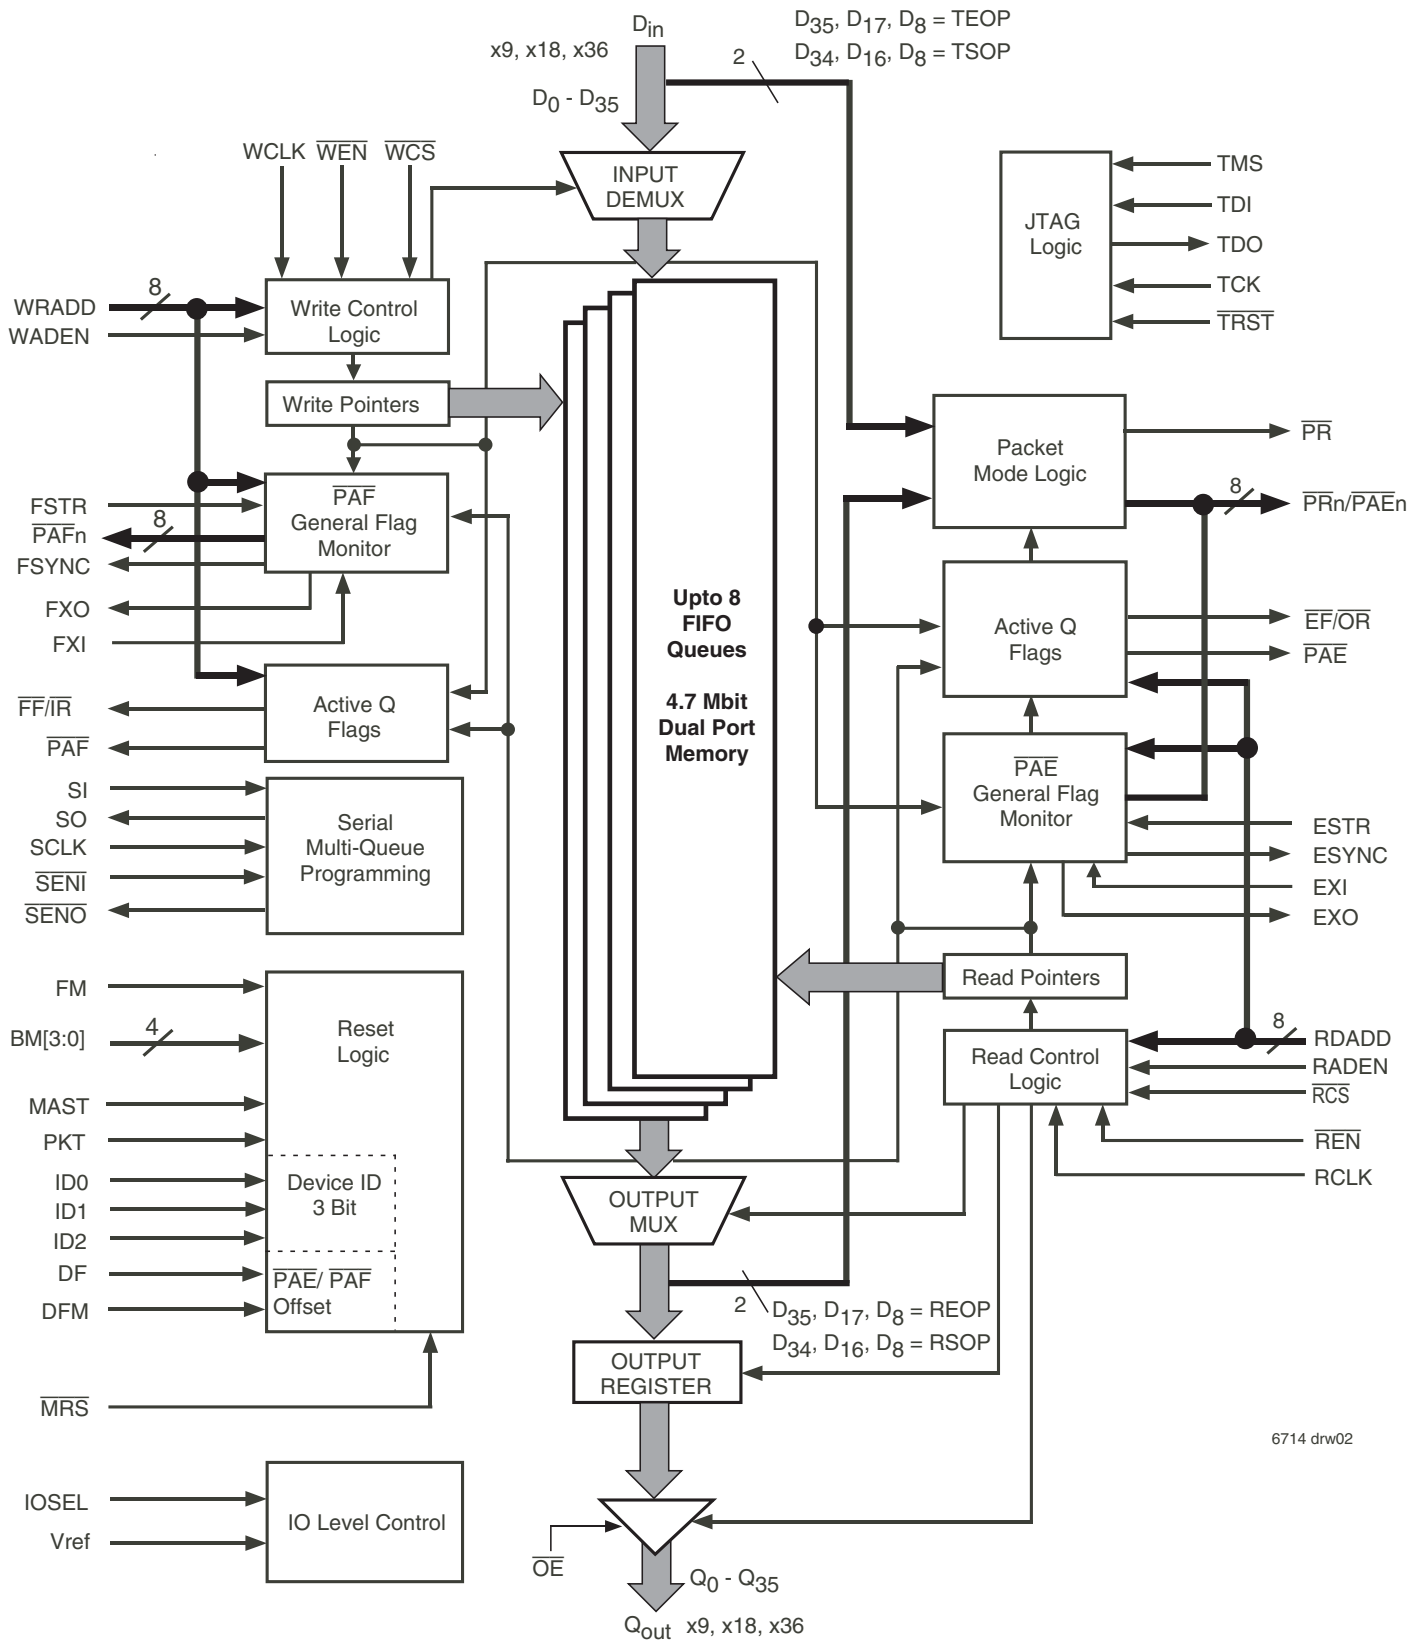 Din
D35, D17, D8 = TEOP
x9, x18, x36
2
D34, D16, D8 = TSOP
D0 - D35
WCLK
WEN
WCS
INPUT
DEMUX
TMS
TDI
TDO
TCK
TRST
JTAG
Logic
WRADD
8
WADEN
Write Control
Logic
Write Pointers
FSTR
PAFn
8
FSYNC
FXO
FXI
PAF
General Flag
Monitor
FF/IR
PAF
Active Q
Flags
SI
SO
SCLK
SENI
SENO
Serial
Multi-Queue
Programming
Upto 8
FIFO
Queues
4.7 Mbit
Dual Port
Memory
Packet
Mode Logic
PR
8
PRn/PAEn
Active Q
Flags
EF/OR
PAE
PAE
General Flag
Monitor
ESTR
ESYNC
EXI
EXO
Read Pointers
Read Control
Logic
8
RDADD
RADEN
RCS
REN
RCLK
FM
BM[3:0]
4
MAST
PKT
ID0
ID1
ID2
DF
DFM
Reset
Logic
Device ID
3 Bit
PAE/ PAF
Offset
MRS
OUTPUT
MUX
2
D35, D17, D8 = REOP
D34, D16, D8 = RSOP
OUTPUT
REGISTER
6714 drw02
IOSEL
Vref
IO Level Control
OE
Q0 - Q35
Qout x9, x18, x36